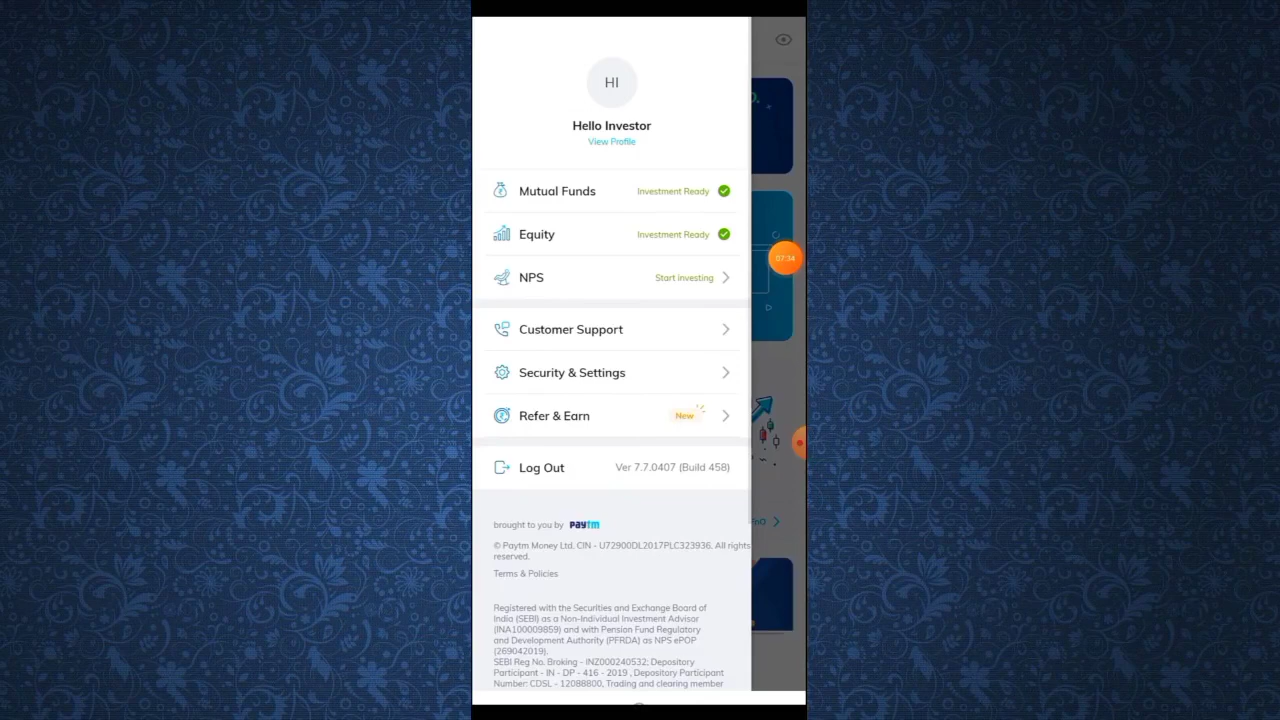 HI
Hello Investor
View Profile
Mutual Funds Investment Ready
Equity Investment Ready
07:34
NPS Start investing
Customer Support
Security & Settings
Refer & Earn New
Log Out Ver 7.7.0407 (Build 458)
FnO
brought to you by paytm
© Paytm Money Ltd. CIN - U72900DL2017PLC323936. All rights
reserved.
Terms & Policies
Registered with the Securities and Exchange Board of
India (SEBI) as a Non-Individual Investment Advisor
(INA100009859) and with Pension Fund Regulatory
and Development Authority (PFRDA) as NPS ePOP
(269042019).
SEBI Reg No. Broking - INZ000240532; Depository
Participant - IN - DP - 416 - 2019 , Depository Participant
Number: CDSL - 12088800, Trading and clearing member